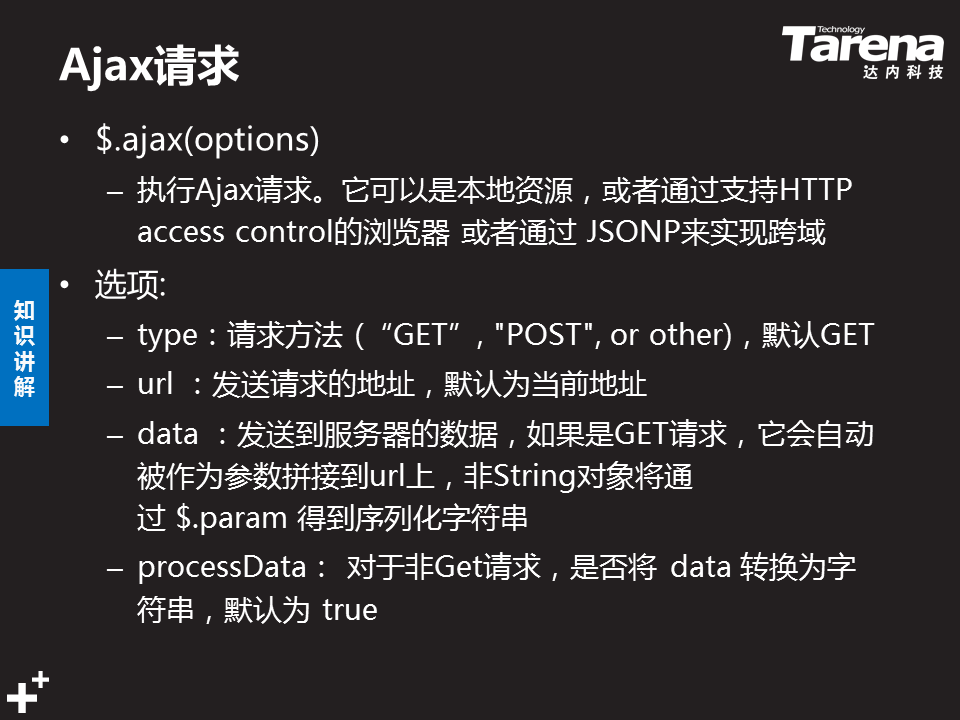 Ajax请求
Technology
Tarena
达内科技
• $.ajax(options)
– 执行Ajax请求。它可以是本地资源，或者通过支持HTTP
access control的浏览器 或者通过 JSONP来实现跨域
• 选项:
– type：请求方法 (“GET”, "POST", or other)，默认GET
– url ：发送请求的地址，默认为当前地址
– data ：发送到服务器的数据，如果是GET请求，它会自动
被作为参数拼接到url上，非String对象将通
过 $.param 得到序列化字符串
– processData： 对于非Get请求，是否将 data 转换为字
符串，默认为 true
知
识
讲
解